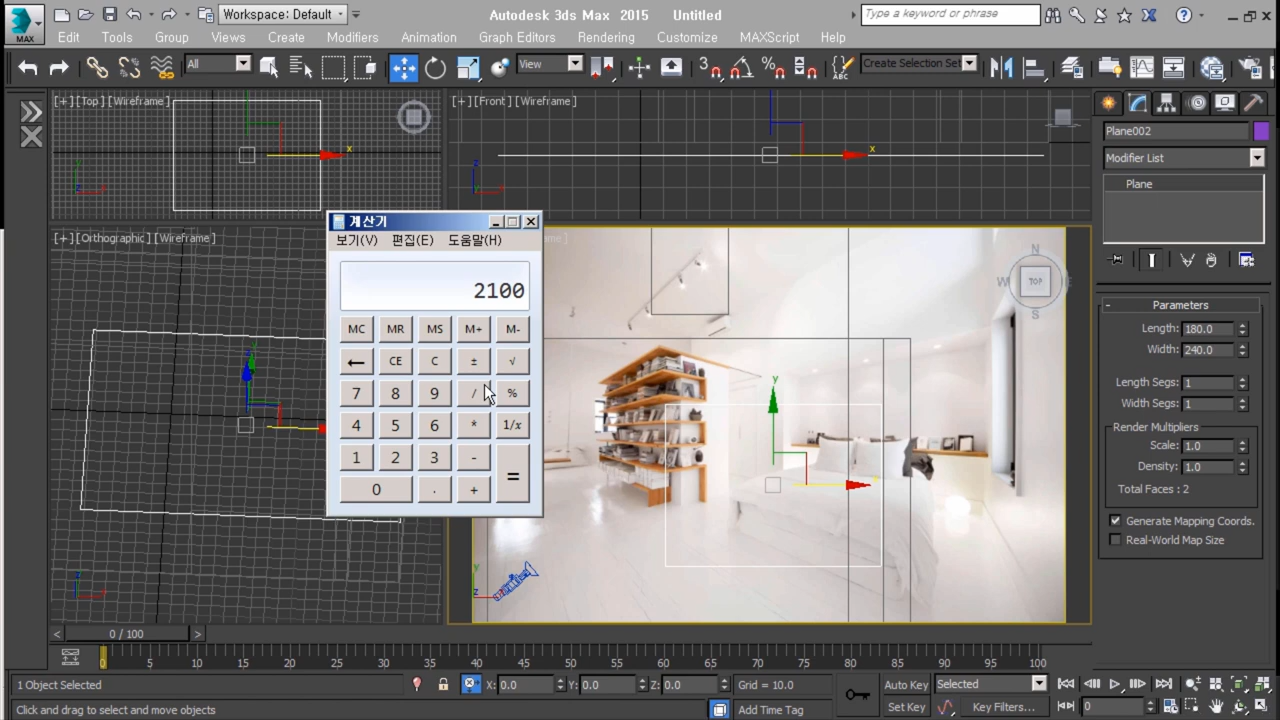 Workspace: Default
Autodesk 3ds Max 2015 Untitled
Type a keyword or phrase
MAX
Edit Tools Group Views Create Modifiers Animation Graph Editors Rendering Customize MAXScript Help
All
View
3
Create Selection Set
ABC
[+][Top][Wireframe]
[+][Front][Wireframe]
x
x
y
z
z
Plane002
Modifier List
Plane
[+][Orthographic][Wireframe]
계산기
보기(V) 편집(E) 도움말(H)
2100
MC MR MS M+ M-
← CE C ± √
7 8 9 / %
4 5 6 * 1/x
1 2 3 - =
0 . +
N
W TOP
S
y
y
z
y
Parameters
Length: 180.0
Width: 240.0
Length Segs: 1
Width Segs: 1
Render Multipliers
Scale: 1.0
Density: 1.0
Total Faces : 2
Generate Mapping Coords.
Real-World Map Size
< 0 / 100 >
0 5 10 15 20 25 30 35 40 45 50 55 60 65 70 75 80 85 90 95 100
1 Object Selected
X: 0.0 Y: 0.0 Z: 0.0
Grid = 10.0
Auto Key Selected
Click and drag to select and move objects
Add Time Tag
Set Key Key Filters... 0